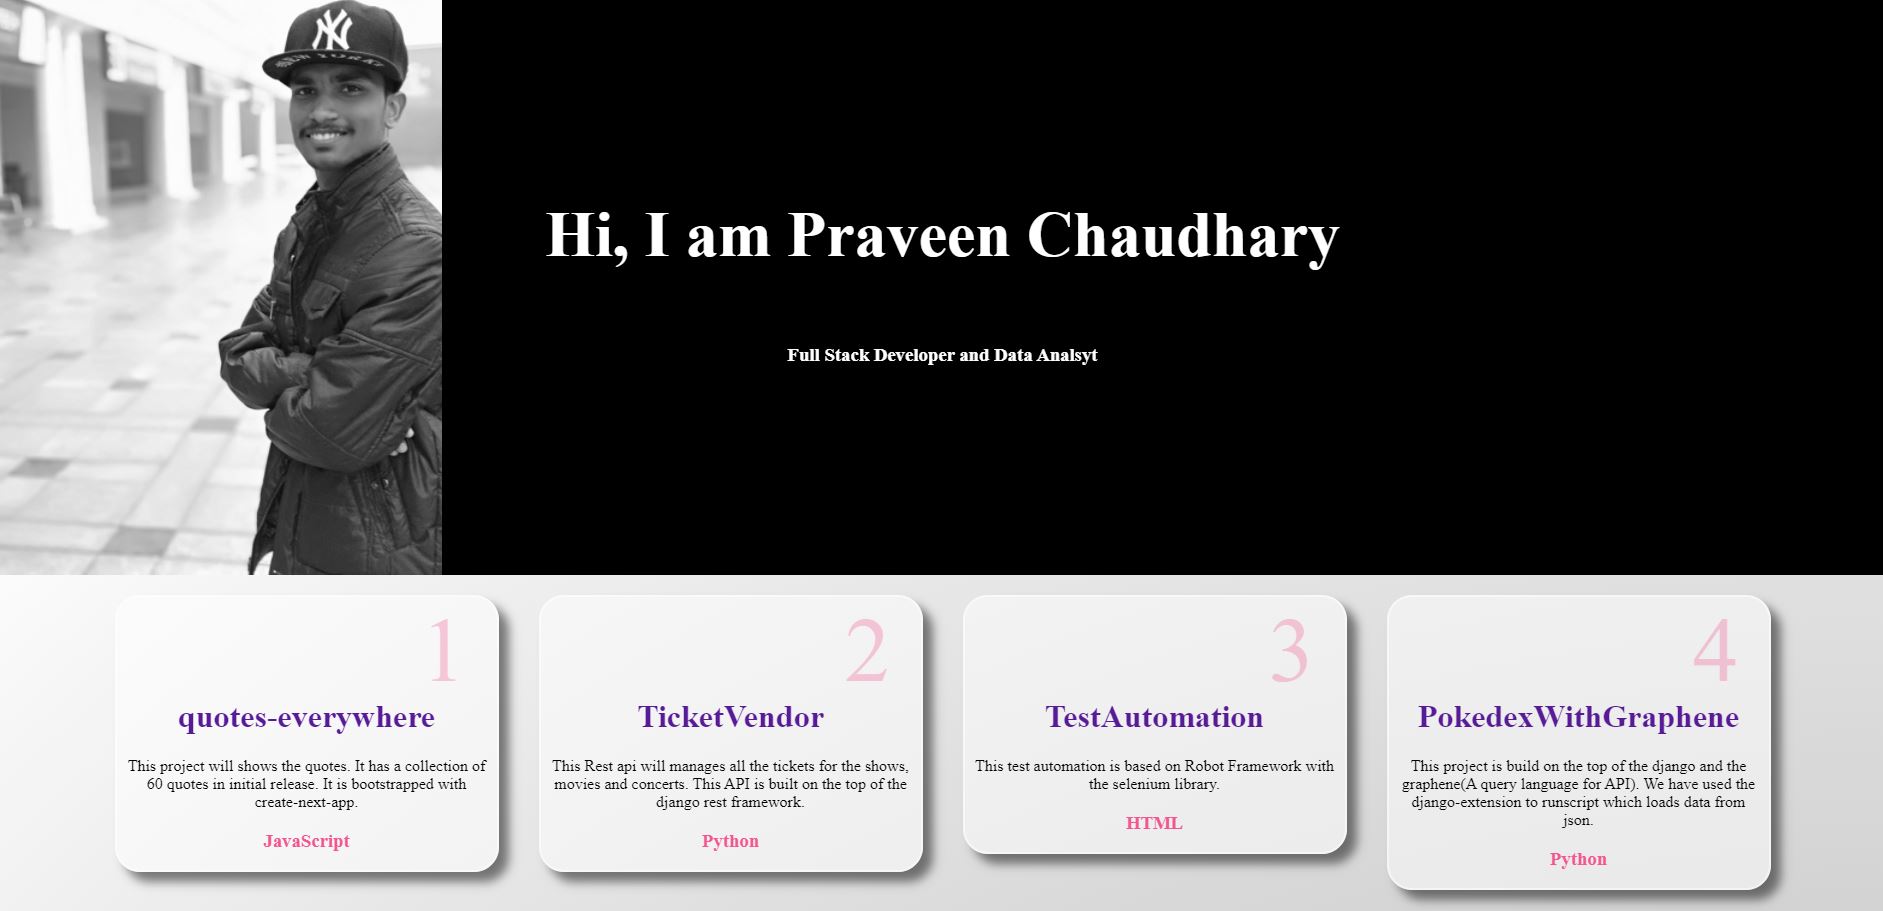 NY
NEW YORK
Hi, I am Praveen Chaudhary
Full Stack Developer and Data Analsyt
1
quotes-everywhere
This project will shows the quotes. It has a collection of
60 quotes in initial release. It is bootstrapped with
create-next-app.
JavaScript
2
TicketVendor
This Rest api will manages all the tickets for the shows,
movies and concerts. This API is built on the top of the
django rest framework.
Python
3
TestAutomation
This test automation is based on Robot Framework with
the selenium library.
HTML
4
PokedexWithGraphene
This project is build on the top of the django and the
graphene(A query language for API). We have used the
django-extension to runscript which loads data from
json.
Python